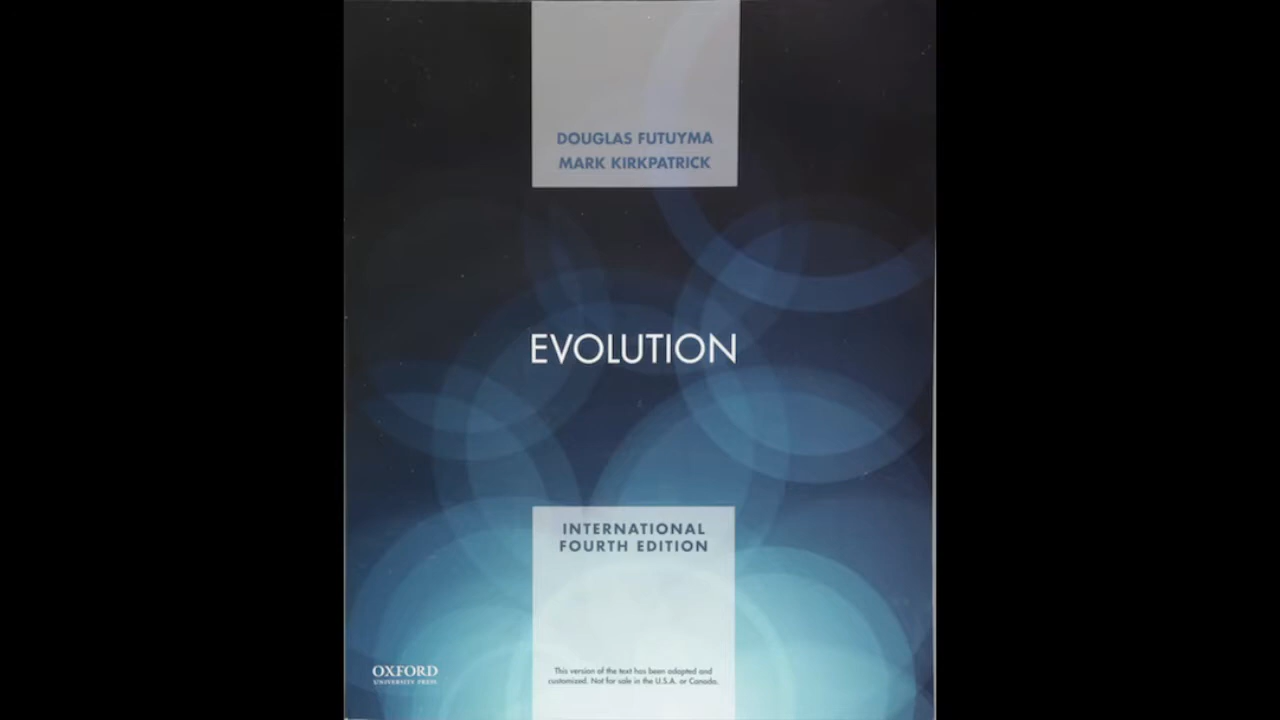 DOUGLAS FUTUYMA
MARK KIRKPATRICK
EVOLUTION
INTERNATIONAL
FOURTH EDITION
OXFORD
UNIVERSITY PRESS
This version of the text has been adapted and
customized. Not for sale in the U.S.A. or Canada.